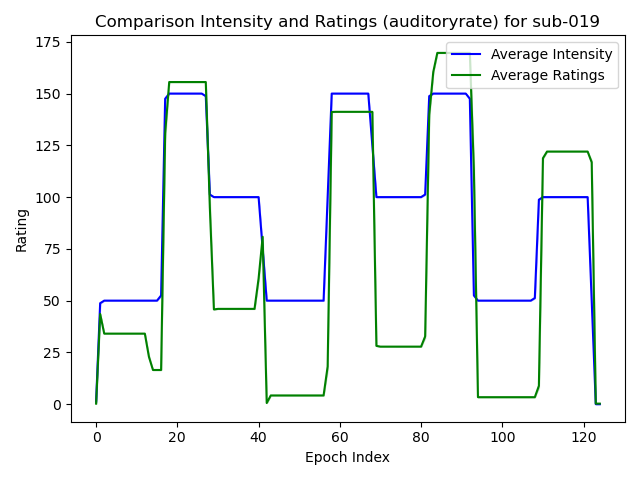 Comparison Intensity and Ratings (auditoryrate) for sub-019
Rating
175
150
125
100
75
50
25
0
Average Intensity
Average Ratings
0 20 40 60 80 100 120
Epoch Index